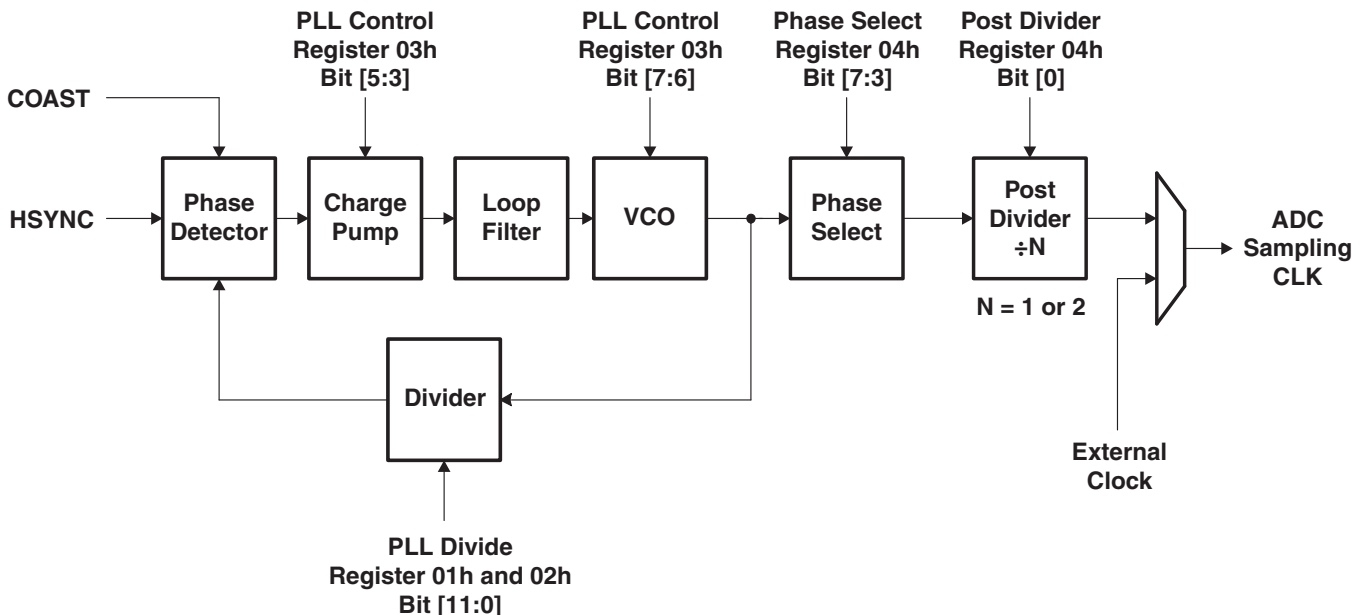 PLL Control
Register 03h
Bit [5:3]
PLL Control
Register 03h
Bit [7:6]
Phase Select
Register 04h
Bit [7:3]
Post Divider
Register 04h
Bit [0]
COAST
HSYNC
Phase
Detector
Charge
Pump
Loop
Filter
VCO
Phase
Select
Post
Divider
÷N
N = 1 or 2
ADC
Sampling
CLK
Divider
External
Clock
PLL Divide
Register 01h and 02h
Bit [11:0]